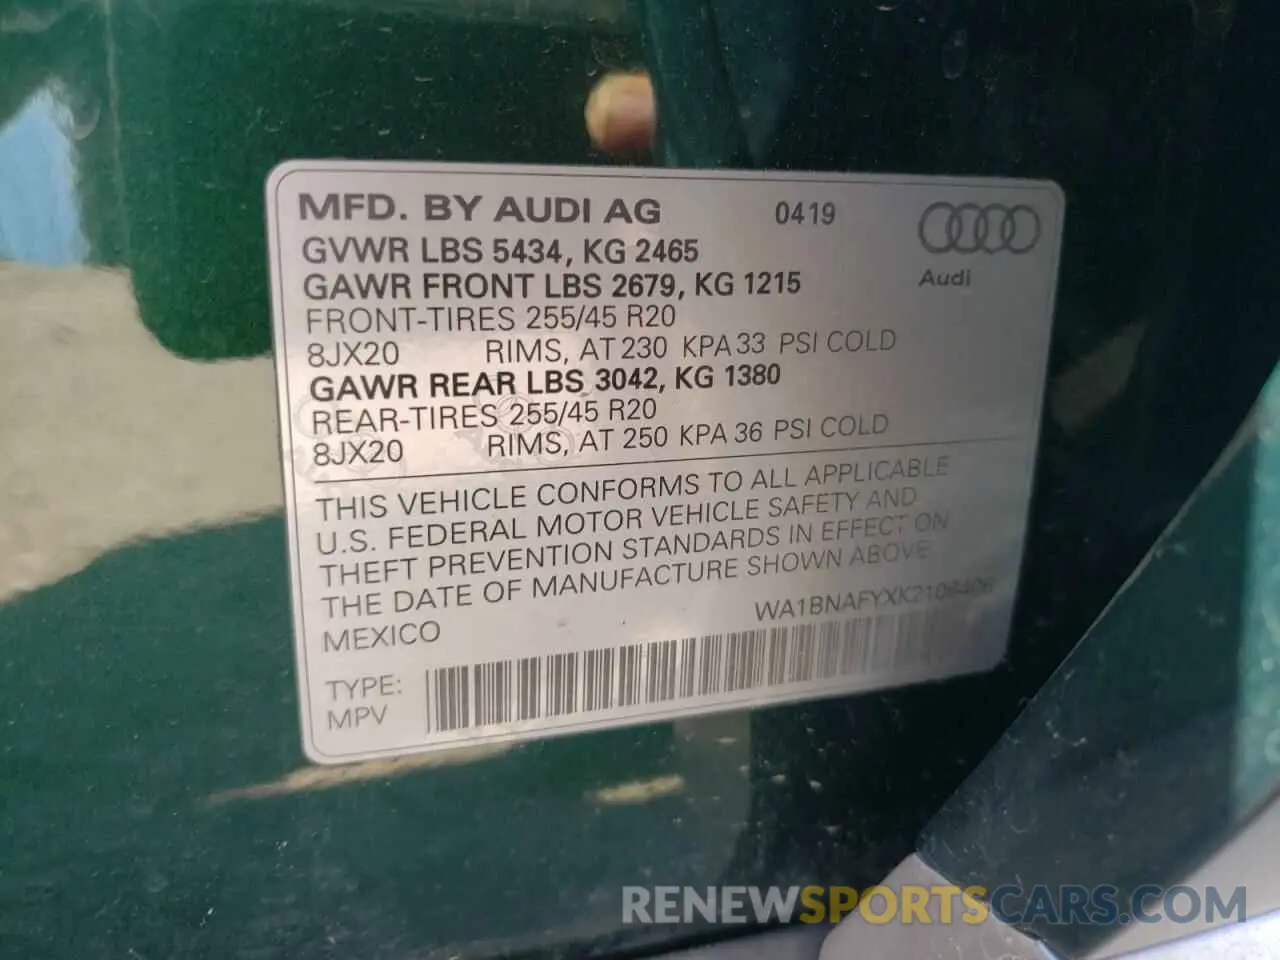 MFD. BY AUDI AG 0419
GVWR LBS 5434, KG 2465
GAWR FRONT LBS 2679, KG 1215
Audi
FRONT-TIRES 255/45 R20
8JX20 RIMS, AT 230 KPA 33 PSI COLD
GAWR REAR LBS 3042, KG 1380
REAR-TIRES 255/45 R20
8JX20 RIMS, AT 250 KPA 36 PSI COLD
THIS VEHICLE CONFORMS TO ALL APPLICABLE
U.S. FEDERAL MOTOR VEHICLE SAFETY AND
THEFT PREVENTION STANDARDS IN EFFECT ON
THE DATE OF MANUFACTURE SHOWN ABOVE
MEXICO
TYPE:
MPV
RENEWSPORTSCARS.COM